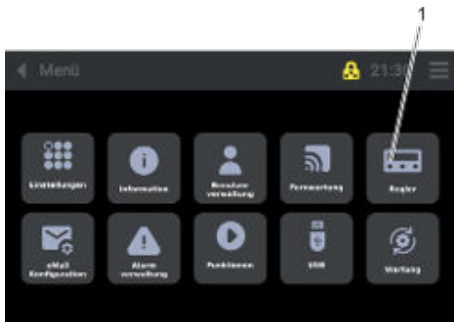 1
Menü
21:30
Einstellungen
Information
Benutzer
verwaltung
Fernwartung
Regler
eMail
Konfiguration
Alarm
verwaltung
Funktionen
USB
Wartung